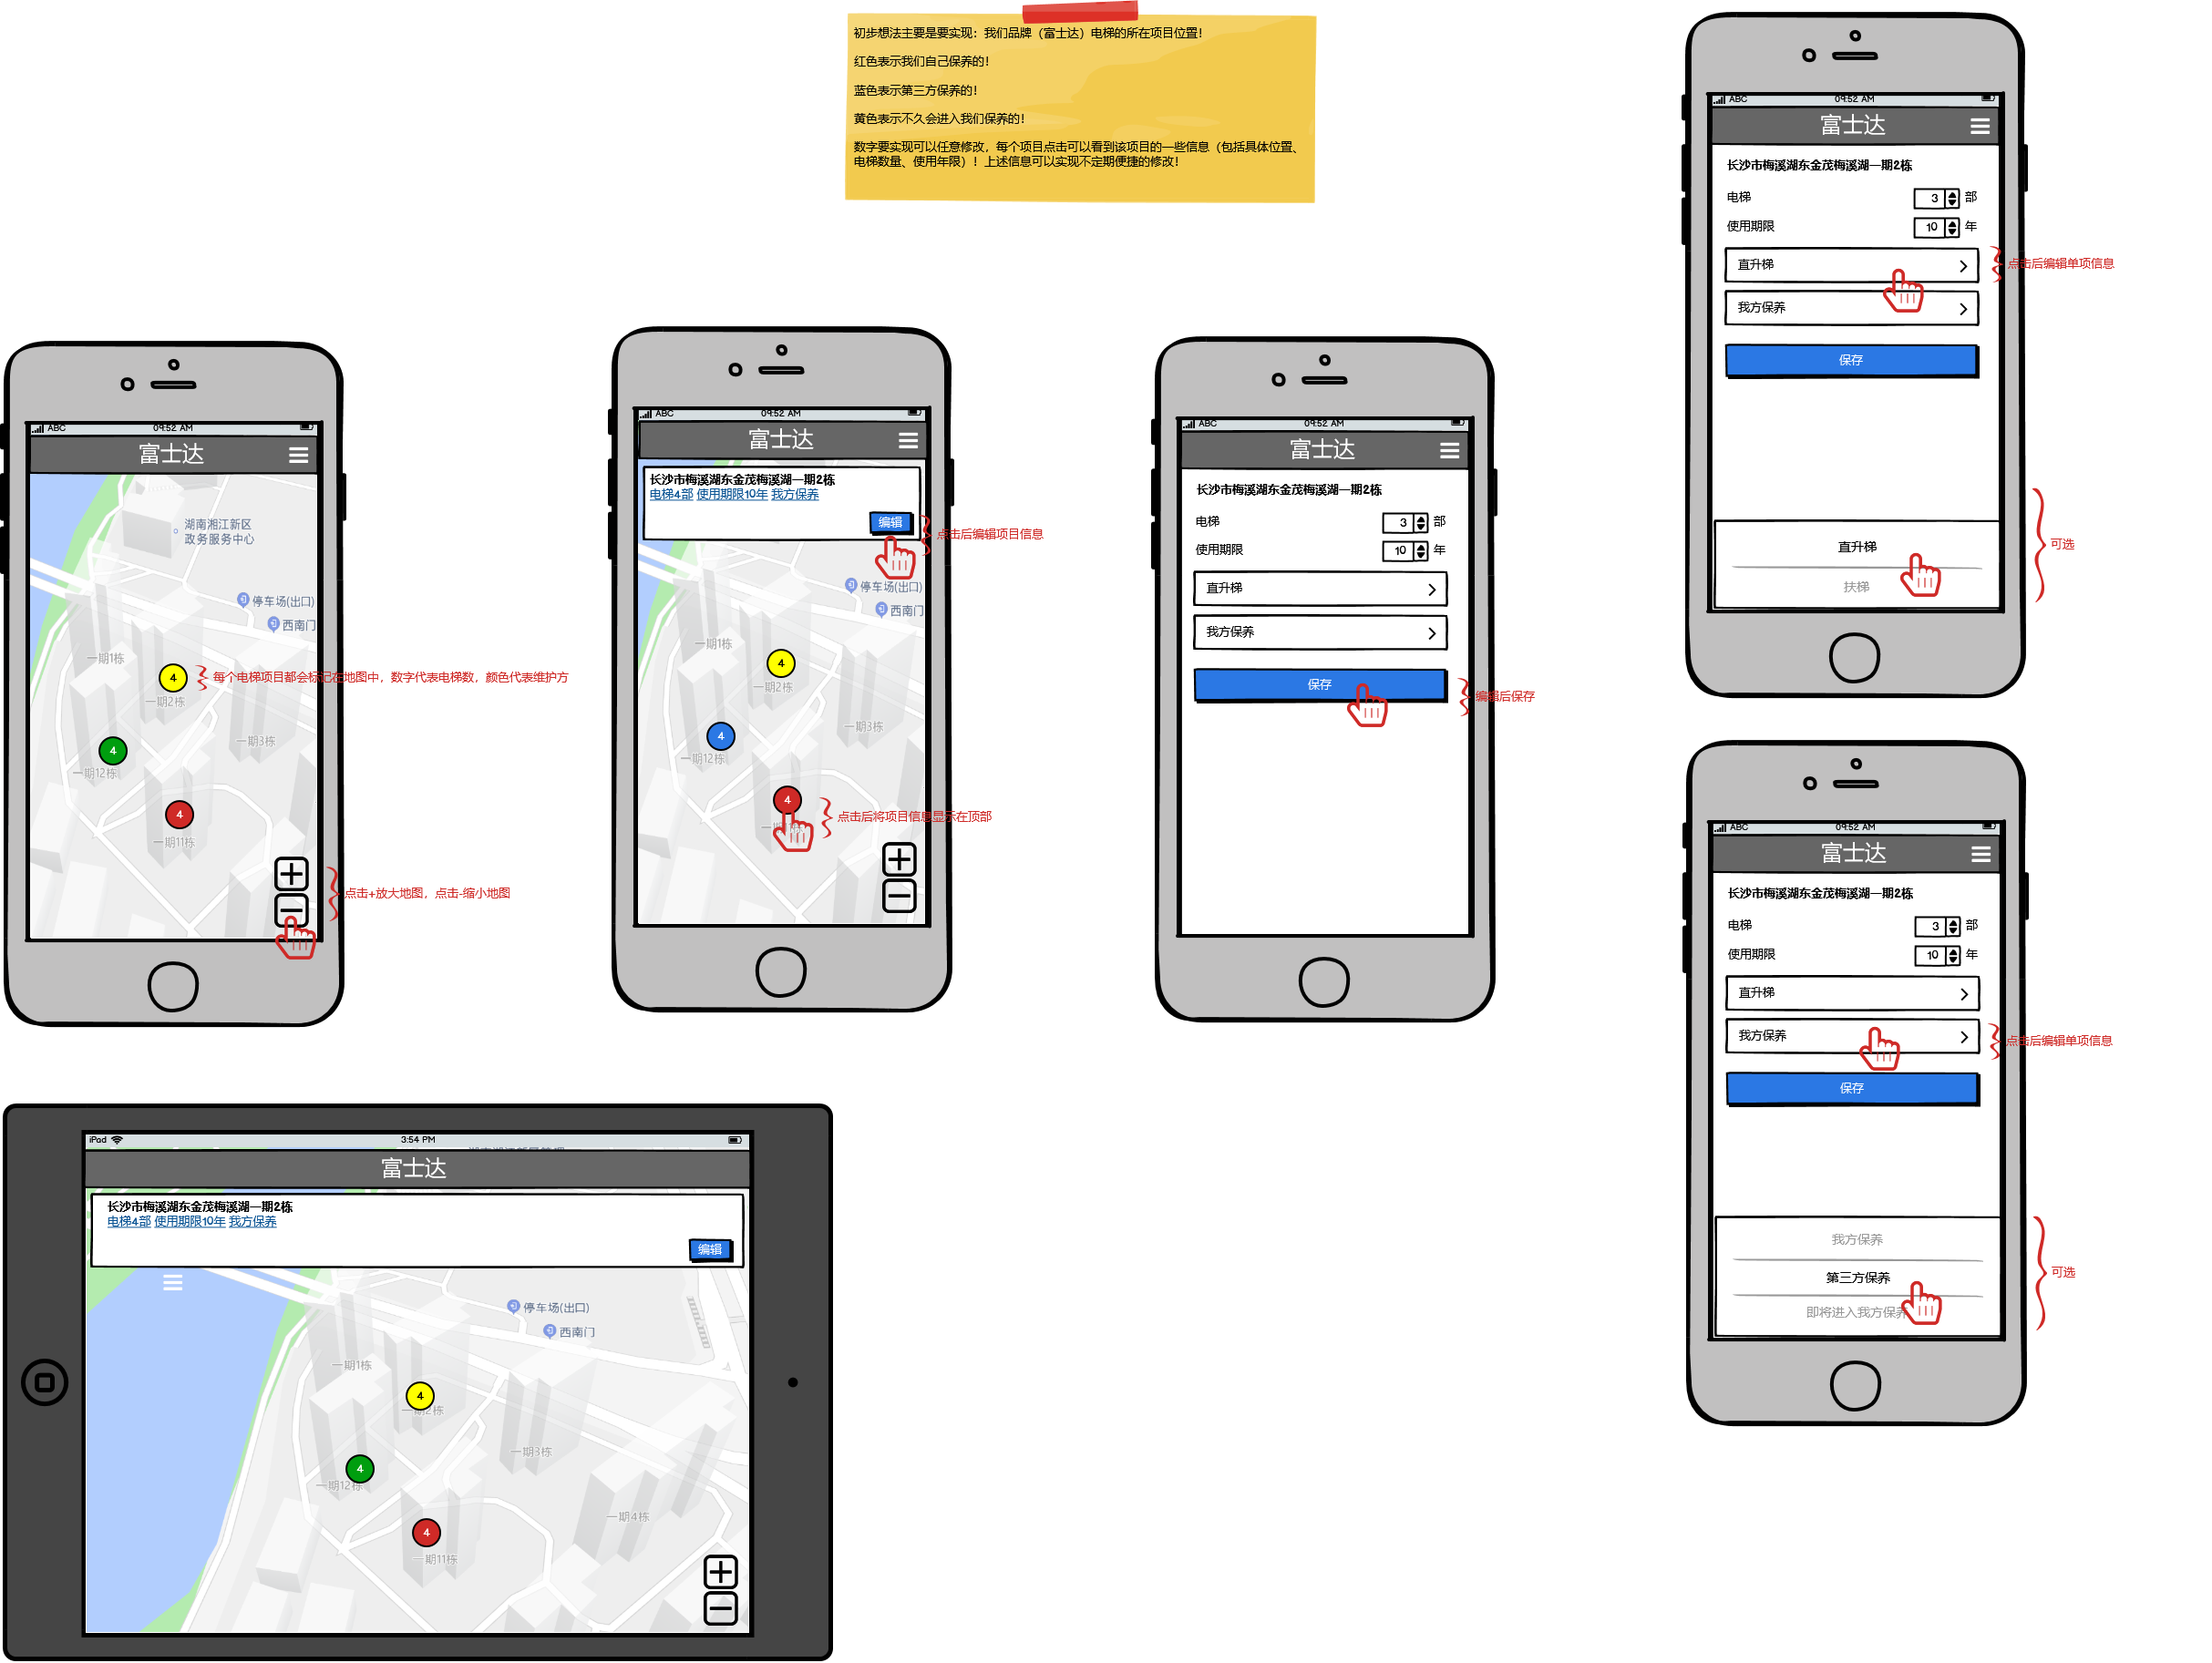 初步想法主要是要实现：我们品牌（富士达）电梯的所在项目位置！
红色表示我们自己保养的！
蓝色表示第三方保养的！
黄色表示不久会进入我们保养的！
数字要实现可以任意修改，每个项目点击可以看到该项目的一些信息（包括具体位置、
电梯数量、使用年限）！上述信息可以实现不定期便捷的修改！
ABC 09:52 AM
富士达
湖南湘江新区
政务服务中心
停车场(出口)
西南门
一期1栋
4
每个电梯项目都会标记在地图中，数字代表电梯数，颜色代表维护方
一期2栋
一期3栋
4
一期12栋
4
一期11栋
点击+放大地图，点击-缩小地图
ABC 09:52 AM
富士达
长沙市梅溪湖东金茂梅溪湖一期2栋
电梯4部 使用期限10年 我方保养
编辑
点击后编辑项目信息
停车场(出口)
西南门
一期1栋
4
一期2栋
一期3栋
4
一期12栋
4
点击后将项目信息显示在顶部
ABC 09:52 AM
富士达
长沙市梅溪湖东金茂梅溪湖一期2栋
电梯 3 部
使用期限 10 年
直升梯
我方保养
保存
编辑后保存
ABC 09:52 AM
富士达
长沙市梅溪湖东金茂梅溪湖一期2栋
电梯 3 部
使用期限 10 年
直升梯
点击后编辑单项信息
我方保养
保存
直升梯
可选
扶梯
ABC 09:52 AM
富士达
长沙市梅溪湖东金茂梅溪湖一期2栋
电梯 3 部
使用期限 10 年
直升梯
我方保养
点击后编辑单项信息
保存
我方保养
第三方保养
可选
即将进入我方保养
iPad 3:54 PM
富士达
长沙市梅溪湖东金茂梅溪湖一期2栋
电梯4部 使用期限10年 我方保养
编辑
停车场(出口)
西南门
一期1栋
4
一期2栋
一期3栋
4
一期12栋
一期4栋
4
一期11栋